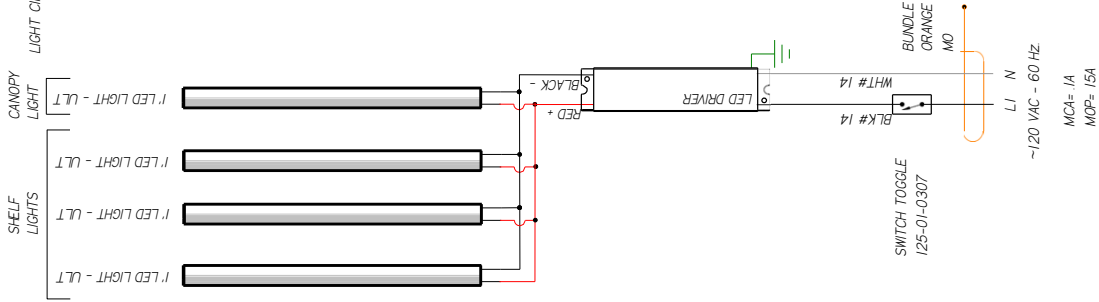 LIGHT CI
CANOPY
LIGHT
1' LED LIGHT - ULT
SHELF
LIGHTS
1' LED LIGHT - ULT
1' LED LIGHT - ULT
1' LED LIGHT - ULT
BLACK -
RED +
LED DRIVER
WHT #14
BLK #14
BUNDLE
ORANGE
MO
SWITCH TOGGLE
125-01-0307
N
L1
~120 VAC - 60 Hz.
MCA= .1A
MOP= 15A